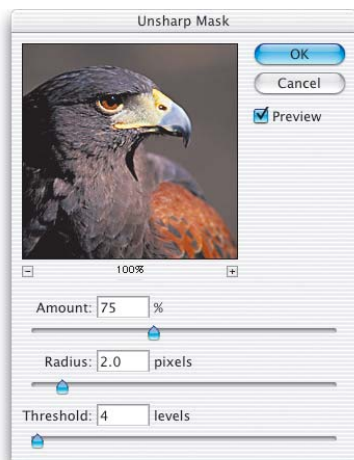 Unsharp Mask
OK
Cancel
Preview
100%
Amount: 75 %
Radius: 2.0 pixels
Threshold: 4 levels